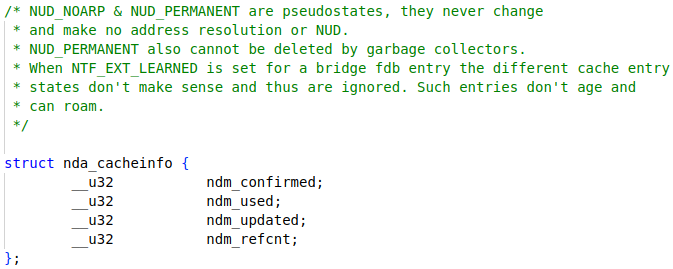 /* NUD_NOARP & NUD_PERMANENT are pseudostates, they never change
 * and make no address resolution or NUD.
 * NUD_PERMANENT also cannot be deleted by garbage collectors.
 * When NTF_EXT_LEARNED is set for a bridge fdb entry the different cache entry
 * states don't make sense and thus are ignored. Such entries don't age and
 * can roam.
 */
struct nda_cacheinfo {
        __u32           ndm_confirmed;
        __u32           ndm_used;
        __u32           ndm_updated;
        __u32           ndm_refcnt;
};